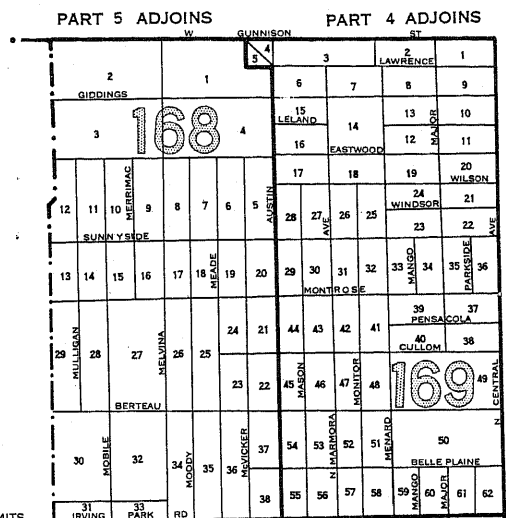 PART 5 ADJOINS PART 4 ADJOINS
W GUNNISON ST
2 1 5 4 3 2 1
LAWRENCE
GIDDINGS
6 7 8 9
3 168 4
15 14 13 10
LELAND
MAJOR
16 12 11
EASTWOOD
17 18 19 20
WILSON
MERRIMAC
AUSTIN
24 21
WINDSOR
12 11 10 9 8 7 6 5 28 27 26 25 23 22
AVE
AVE
SUNNYSIDE
13 14 15 16 17 18 19 20 29 30 31 32 33 34 35 36
MEADE
MANGO
PARKSIDE
MONTROSE
39 37
PENSACOLA
24 21 44 43 42 41 40 38
CULLOM
29 28 27 26 25
MULLIGAN
MELVINA
23 22 45 46 47 48 169 49
MASON
MONITOR
CENTRAL
BERTEAU
N
30 32 34 35 36 37 54 53 52 51 50
MOBILE
MOODY
McVICKER
MARMORA
MENARD
BELLE PLAINE
N
38 55 56 57 58 59 60 61 62
MANGO
MAJOR
31 33
IRVING PARK RD
MITS